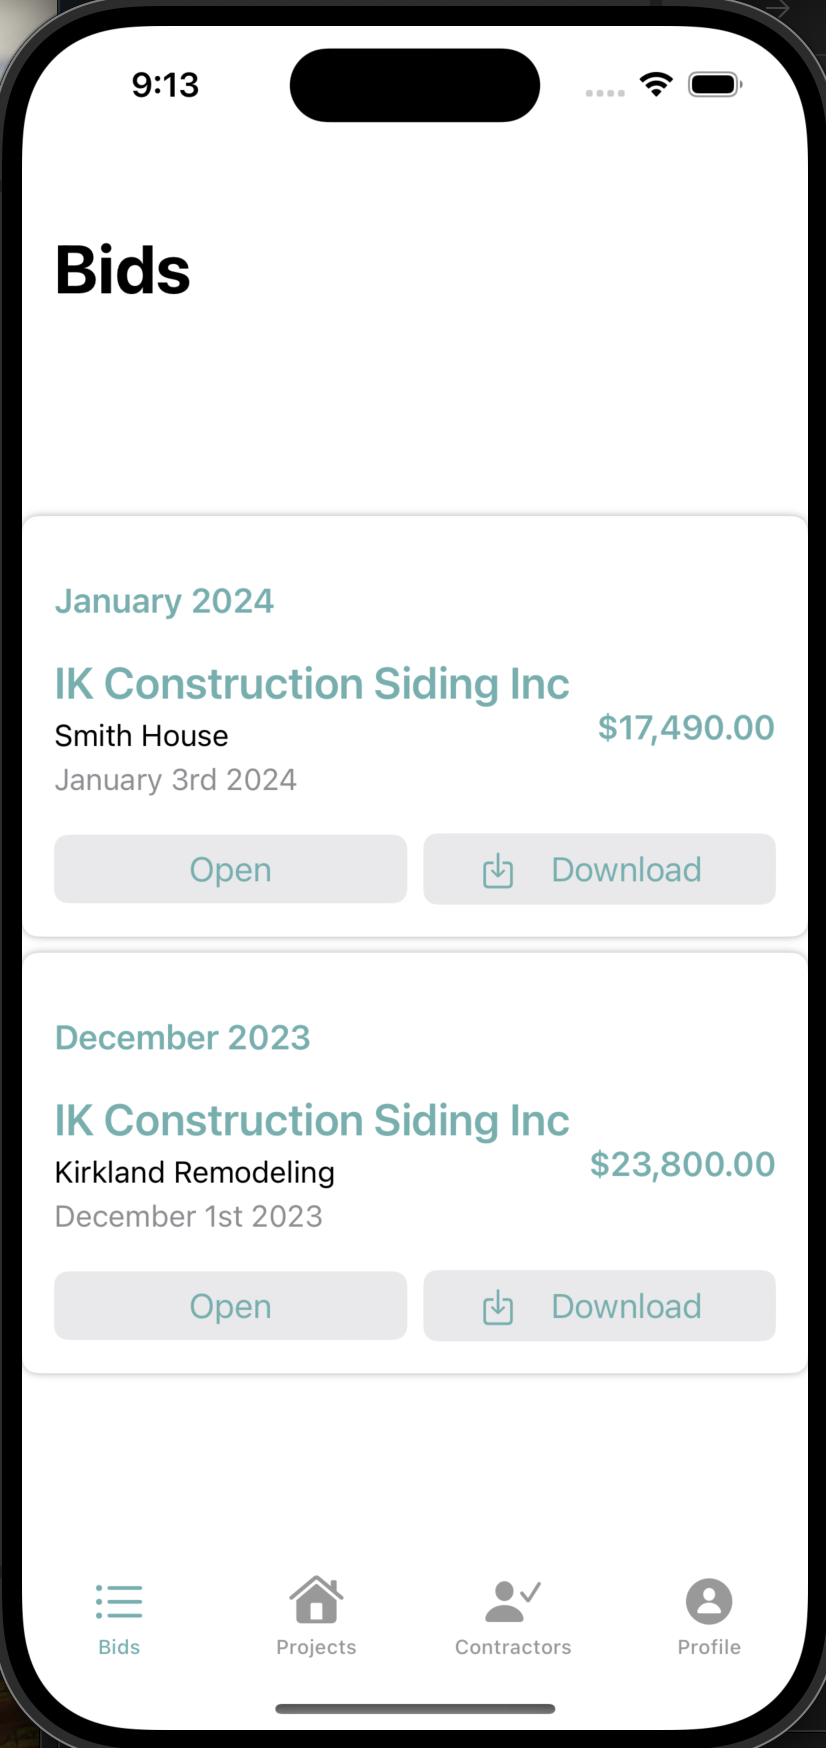 9:13
Bids
January 2024
IK Construction Siding Inc
$17,490.00
Smith House
January 3rd 2024
Open
Download
December 2023
IK Construction Siding Inc
$23,800.00
Kirkland Remodeling
December 1st 2023
Open
Download
Bids
Projects
Contractors
Profile